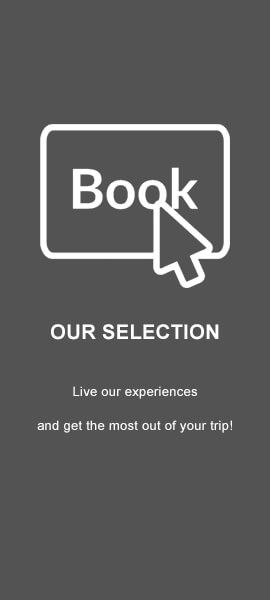 Book
OUR SELECTION
Live our experiences
and get the most out of your trip!